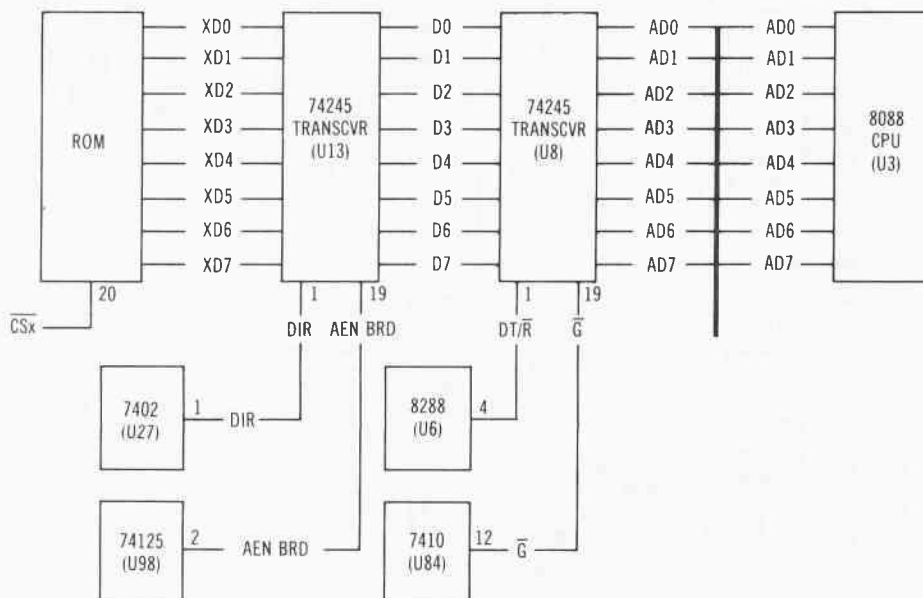 XD0 D0 AD0 AD0
XD1 D1 AD1 AD1
XD2 D2 AD2 AD2
ROM
XD3 74245 TRANSCVR (U13) D3 74245 TRANSCVR (U8) AD3 8088 CPU (U3) AD3
XD4 D4 AD4 AD4
XD5 D5 AD5 AD5
XD6 D6 AD6 AD6
XD7 D7 AD7 AD7
20 1 19 1 19
C̅S̅x̅ DIR AEN BRD DT/R̅ G̅
7402 (U27) 1 DIR 8288 (U6) 4
74125 (U98) 2 AEN BRD 7410 (U84) 12 G̅